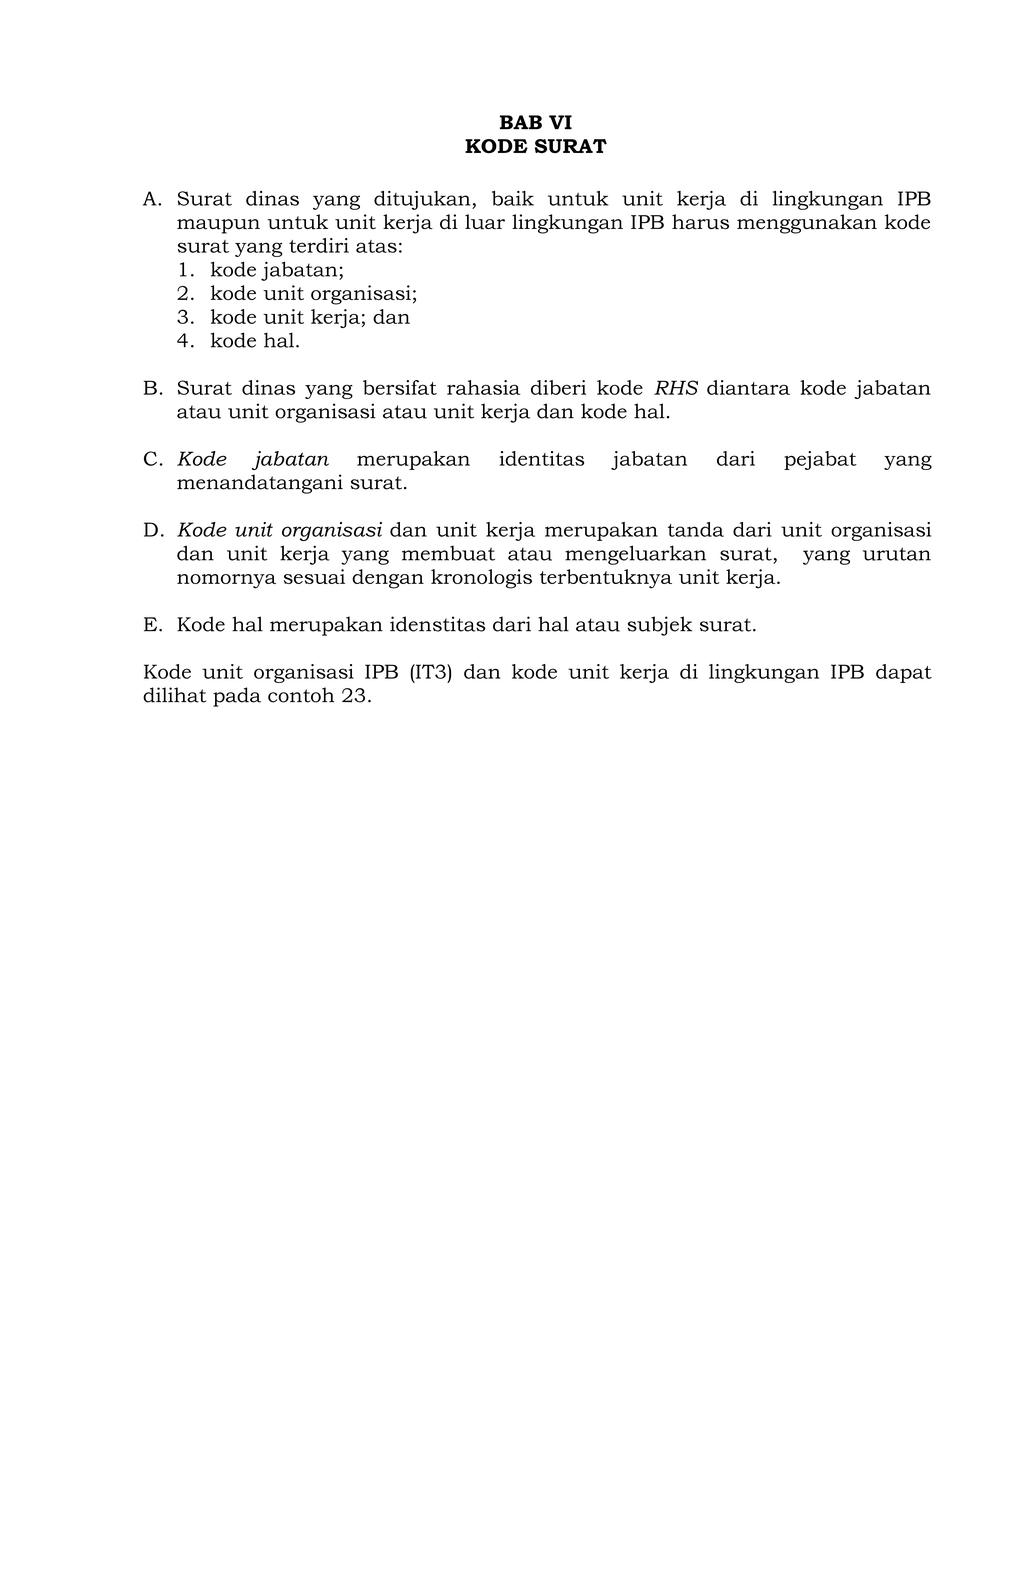 BAB VI
KODE SURAT
A. Surat dinas yang ditujukan, baik untuk unit kerja di lingkungan IPB
maupun untuk unit kerja di luar lingkungan IPB harus menggunakan kode
surat yang terdiri atas:
1. kode jabatan;
2. kode unit organisasi;
3. kode unit kerja; dan
4. kode hal.
B. Surat dinas yang bersifat rahasia diberi kode RHS diantara kode jabatan
atau unit organisasi atau unit kerja dan kode hal.
C. Kode jabatan merupakan identitas jabatan dari pejabat yang
menandatangani surat.
D. Kode unit organisasi dan unit kerja merupakan tanda dari unit organisasi
dan unit kerja yang membuat atau mengeluarkan surat, yang urutan
nomornya sesuai dengan kronologis terbentuknya unit kerja.
E. Kode hal merupakan idenstitas dari hal atau subjek surat.
Kode unit organisasi IPB (IT3) dan kode unit kerja di lingkungan IPB dapat
dilihat pada contoh 23.